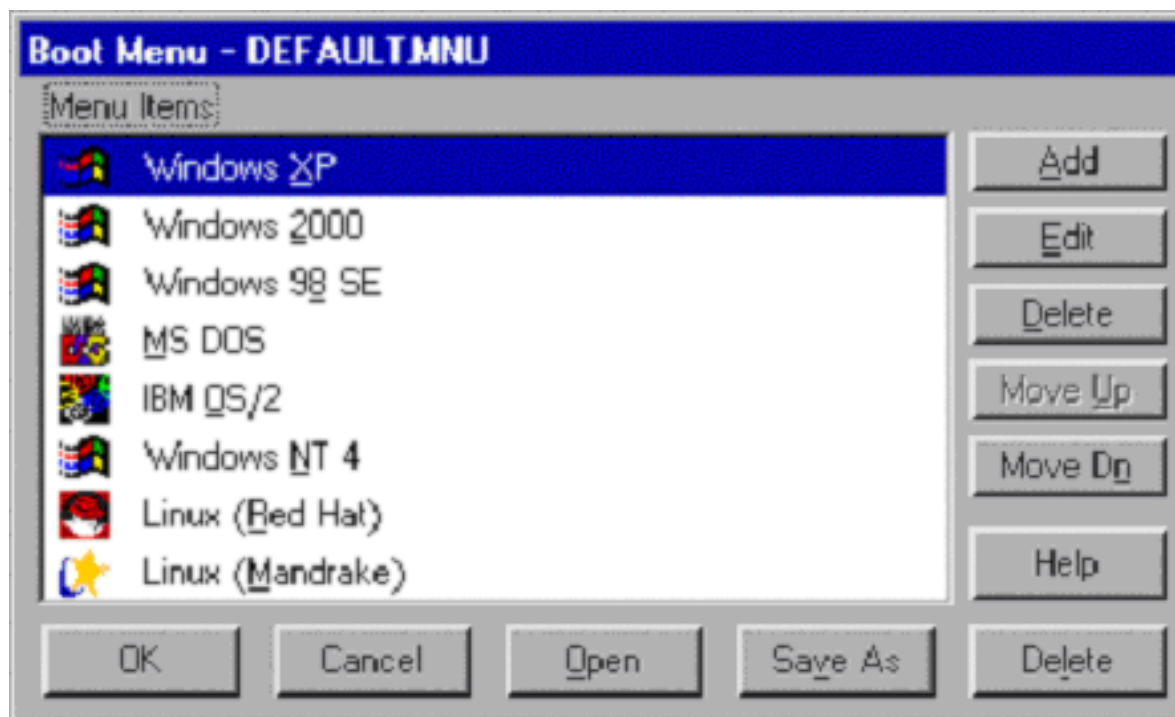 Boot Menu - DEFAULT.MNU
Menu Items
Windows XP
Windows 2000
Windows 98 SE
MS DOS
IBM OS/2
Windows NT 4
Linux (Red Hat)
Linux (Mandrake)
Add
Edit
Delete
Move Up
Move Dn
Help
OK Cancel Open Save As Delete